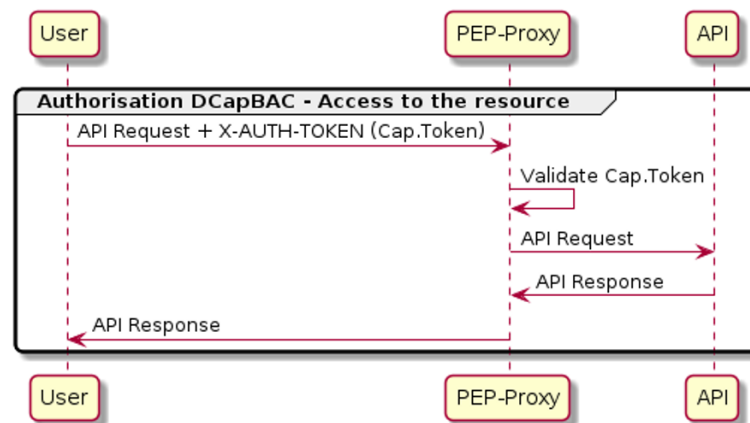 User
PEP-Proxy
API
Authorisation DCapBAC - Access to the resource
API Request + X-AUTH-TOKEN (Cap.Token)
Validate Cap.Token
API Request
API Response
API Response
User
PEP-Proxy
API